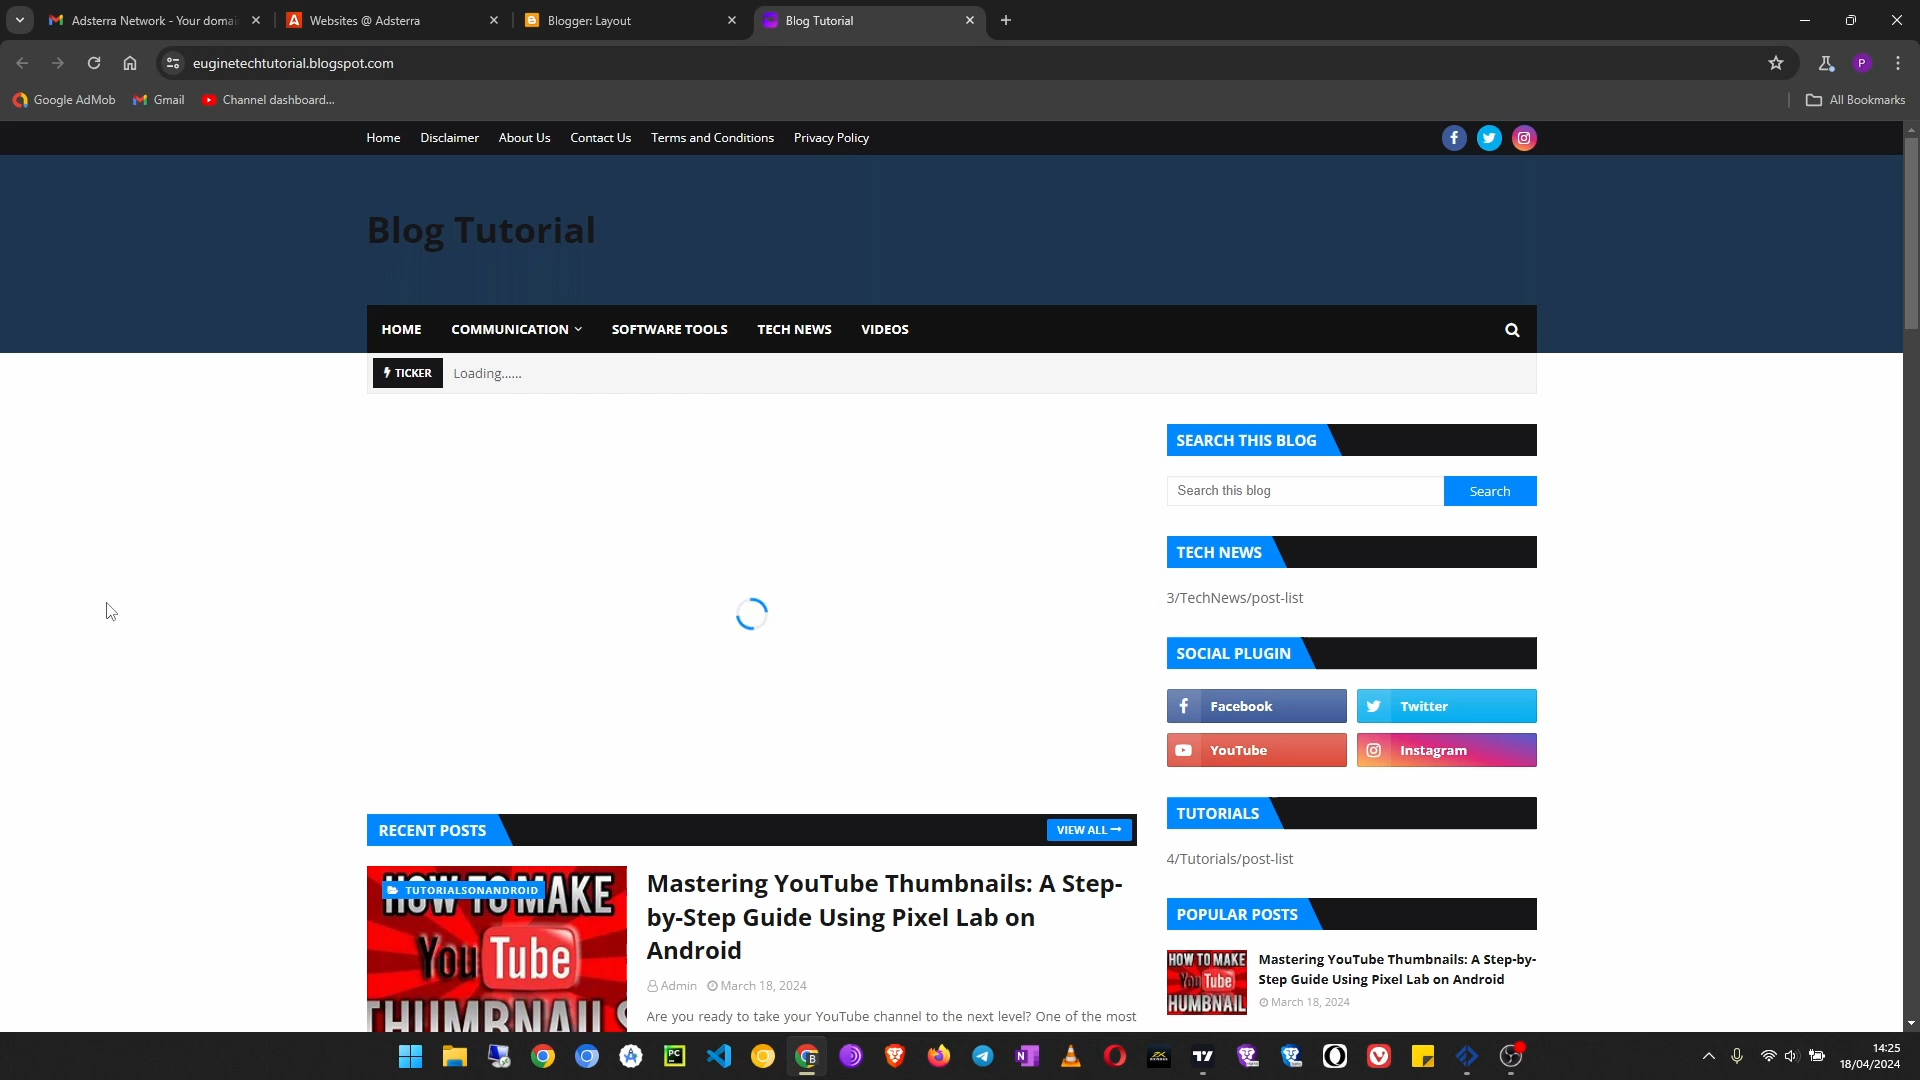 Adsterra Network - Your domai
Websites @ Adsterra
Blogger: Layout
Blog Tutorial
euginetechtutorial.blogspot.com
P
Google AdMob
Gmail
Channel dashboard...
All Bookmarks
Home
Disclaimer
About Us
Contact Us
Terms and Conditions
Privacy Policy
Blog Tutorial
HOME
COMMUNICATION
SOFTWARE TOOLS
TECH NEWS
VIDEOS
TICKER
Loading......
SEARCH THIS BLOG
Search this blog
Search
TECH NEWS
3/TechNews/post-list
SOCIAL PLUGIN
Facebook
Twitter
YouTube
Instagram
TUTORIALS
4/Tutorials/post-list
RECENT POSTS
VIEW ALL
HOW TO MAKE
TUTORIALSONANDROID
You Tube
THUMBNAILS
Mastering YouTube Thumbnails: A Step-
by-Step Guide Using Pixel Lab on
Android
Admin
March 18, 2024
Are you ready to take your YouTube channel to the next level? One of the most
POPULAR POSTS
HOW TO MAKE
You Tube
THUMBNAIL
Mastering YouTube Thumbnails: A Step-by-
Step Guide Using Pixel Lab on Android
March 18, 2024
14:25
18/04/2024